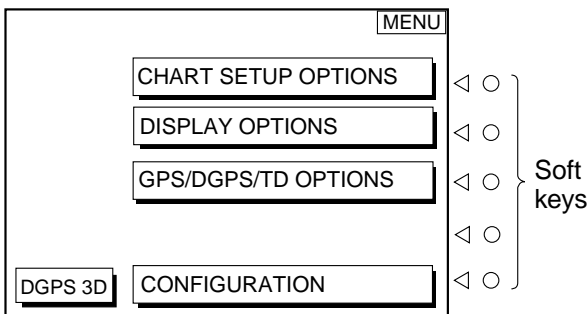 MENU
CHART SETUP OPTIONS
DISPLAY OPTIONS
GPS/DGPS/TD OPTIONS
Soft
keys
DGPS 3D
CONFIGURATION